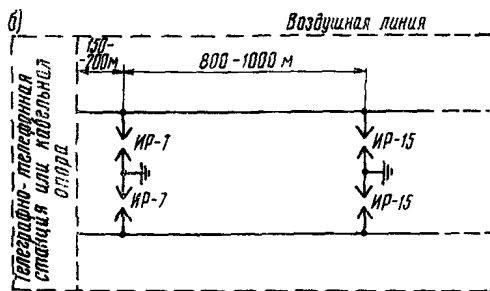 б)
Воздушная линия
150-
-200м
800-1000 м
Телеграфно-телефонная
станция или кабельная
опора
ИР-7
ИР-15
ИР-7
ИР-15